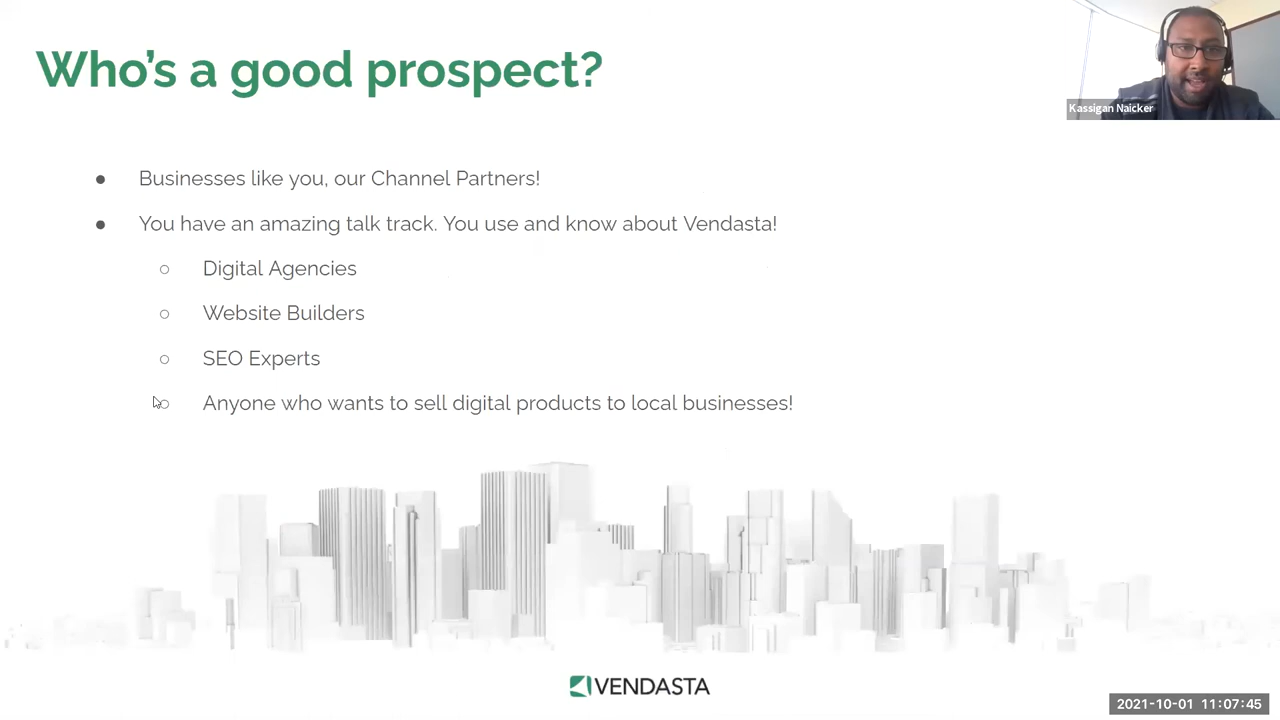 Who's a good prospect?
Kassigan Naicker
● Businesses like you, our Channel Partners!
● You have an amazing talk track. You use and know about Vendasta!
○ Digital Agencies
○ Website Builders
○ SEO Experts
○ Anyone who wants to sell digital products to local businesses!
VENDASTA
2021-10-01 11:07:45